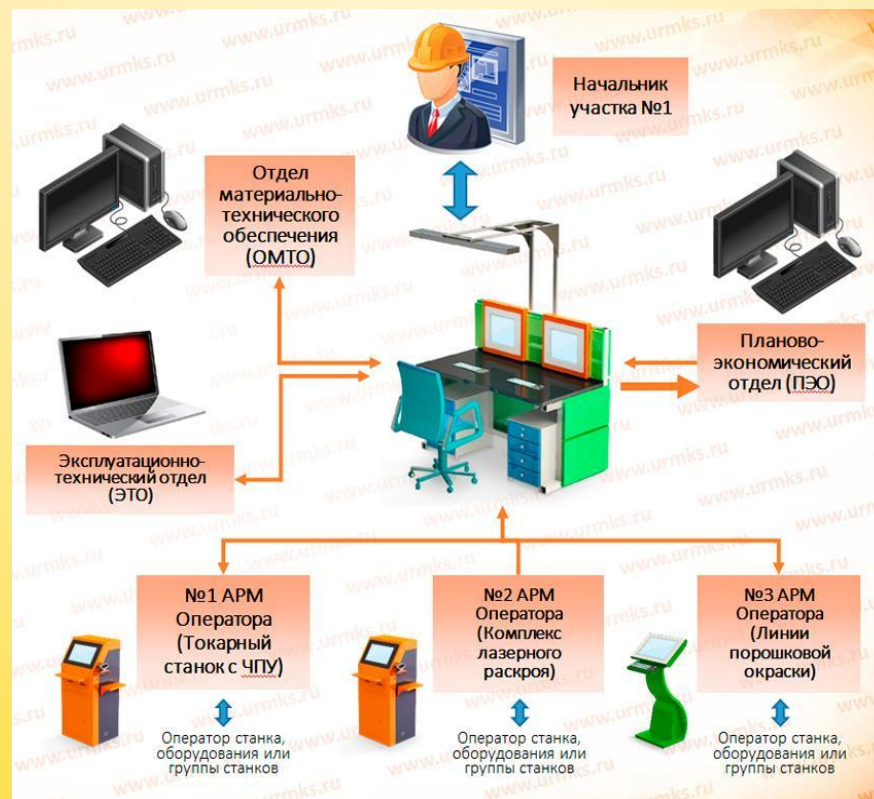 Начальник
участка №1
Отдел
материально-
технического
обеспечения
(ОМТО)
Планово-
экономический
отдел (ПЭО)
Эксплуатационно-
технический отдел
(ЭТО)
№1 АРМ
Оператора
(Токарный
станок с ЧПУ)
№2 АРМ
Оператора
(Комплекс
лазерного
раскроя)
№3 АРМ
Оператора
(Линии
порошковой
окраски)
Оператор станка,
оборудования или
группы станков
Оператор станка,
оборудования или
группы станков
Оператор станка,
оборудования или
группы станков
www.urmks.ru